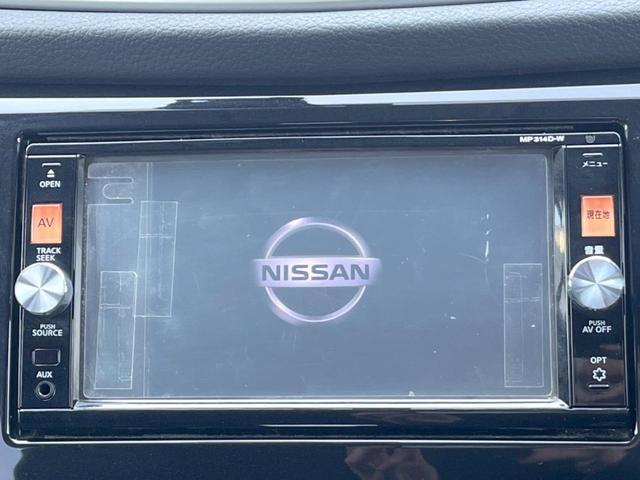 MP314D-W
OPEN
AV
TRACK
SEEK
PUSH
SOURCE
AUX
NISSAN
メニュー
現在地
音量
PUSH
AV OFF
OPT